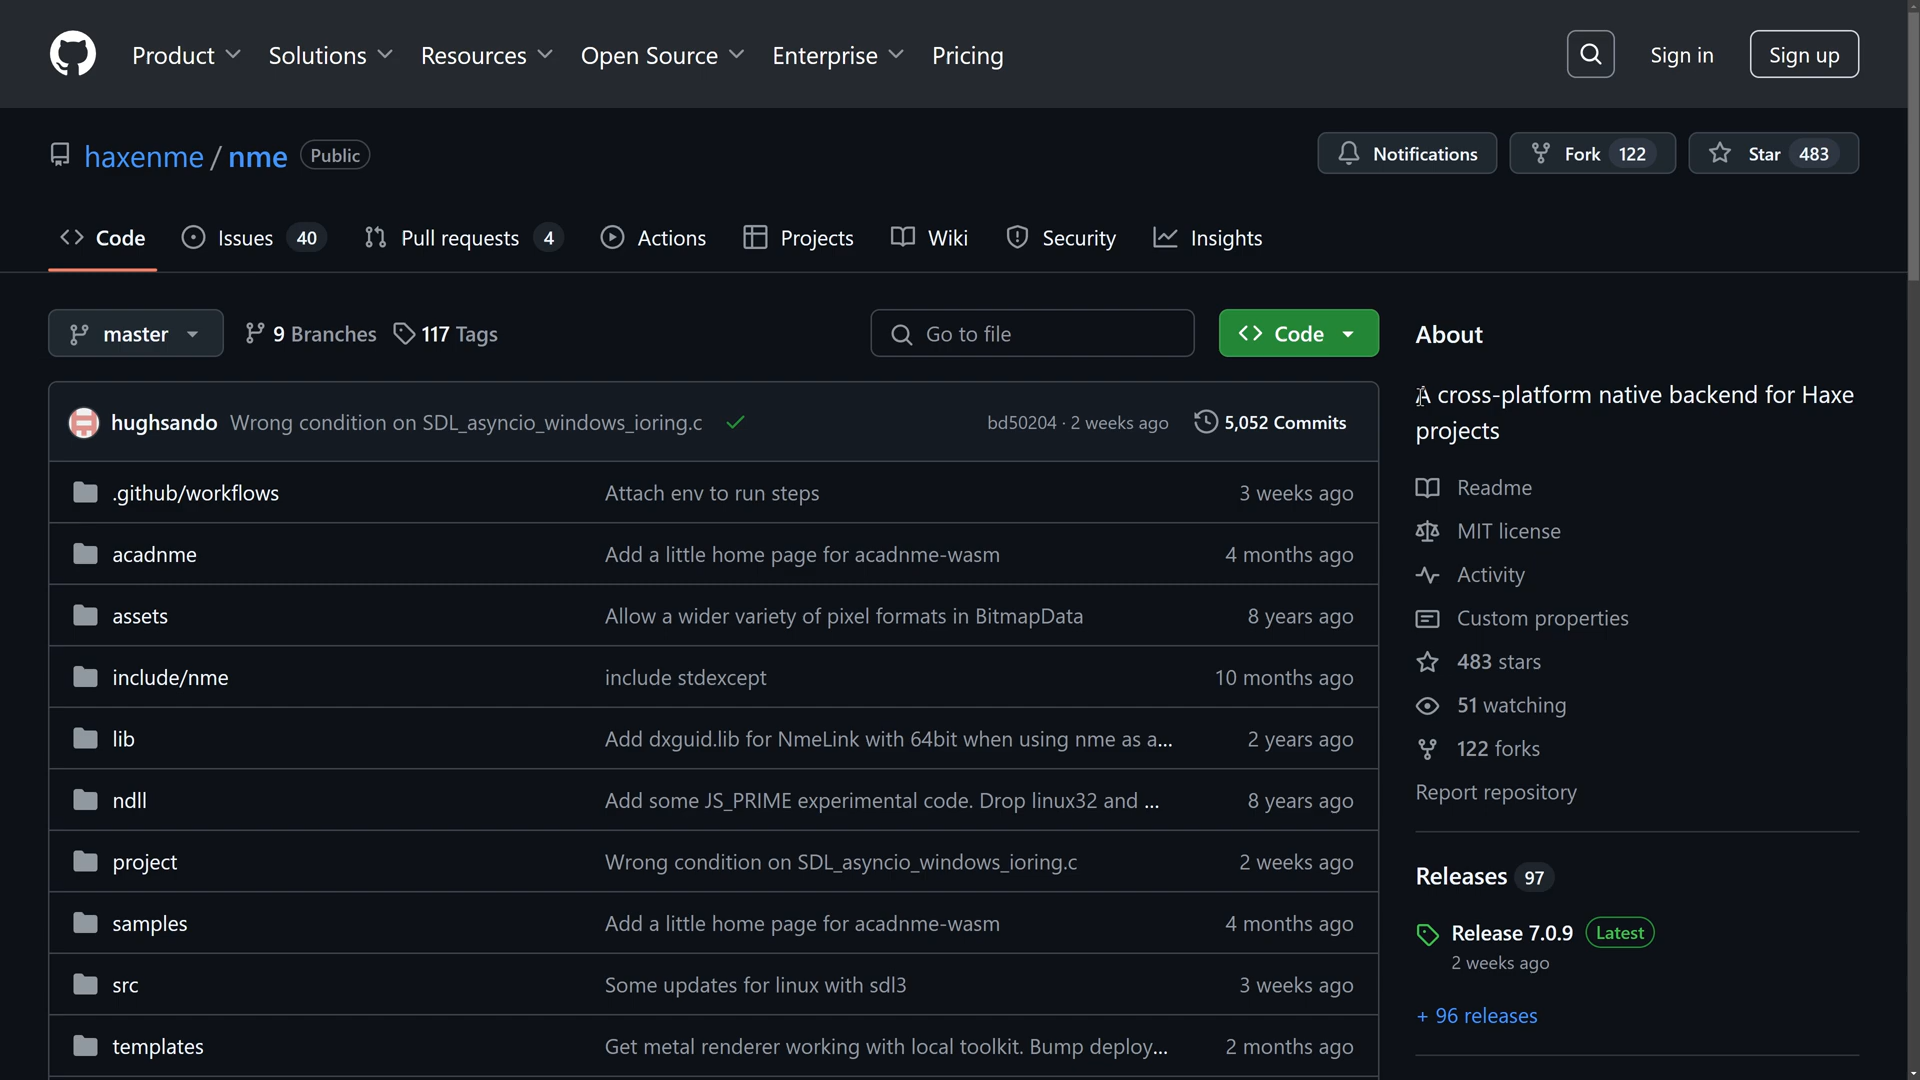 Product Solutions Resources Open Source Enterprise Pricing Sign in Sign up
haxenme / nme Public Notifications Fork 122 Star 483
Code Issues 40 Pull requests 4 Actions Projects Wiki Security Insights
master 9 Branches 117 Tags Go to file Code
hughsando Wrong condition on SDL_asyncio_windows_ioring.c bd50204 · 2 weeks ago 5,052 Commits
.github/workflows Attach env to run steps 3 weeks ago
acadnme Add a little home page for acadnme-wasm 4 months ago
assets Allow a wider variety of pixel formats in BitmapData 8 years ago
include/nme include stdexcept 10 months ago
lib Add dxguid.lib for NmeLink with 64bit when using nme as a... 2 years ago
ndll Add some JS_PRIME experimental code. Drop linux32 and ... 8 years ago
project Wrong condition on SDL_asyncio_windows_ioring.c 2 weeks ago
samples Add a little home page for acadnme-wasm 4 months ago
src Some updates for linux with sdl3 3 weeks ago
templates Get metal renderer working with local toolkit. Bump deploy... 2 months ago
About
A cross-platform native backend for Haxe
projects
Readme
MIT license
Activity
Custom properties
483 stars
51 watching
122 forks
Report repository
Releases 97
Release 7.0.9 Latest
2 weeks ago
+ 96 releases